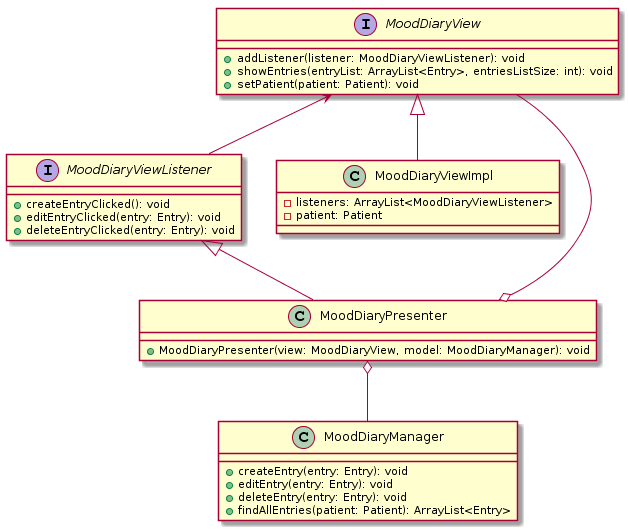 I MoodDiaryView
addListener(listener: MoodDiaryViewListener): void
showEntries(entryList: ArrayList<Entry>, entriesListSize: int): void
setPatient(patient: Patient): void
I MoodDiaryViewListener
createEntryClicked(): void
editEntryClicked(entry: Entry): void
deleteEntryClicked(entry: Entry): void
C MoodDiaryViewImpl
listeners: ArrayList<MoodDiaryViewListener>
patient: Patient
C MoodDiaryPresenter
MoodDiaryPresenter(view: MoodDiaryView, model: MoodDiaryManager): void
C MoodDiaryManager
createEntry(entry: Entry): void
editEntry(entry: Entry): void
deleteEntry(entry: Entry): void
findAllEntries(patient: Patient): ArrayList<Entry>